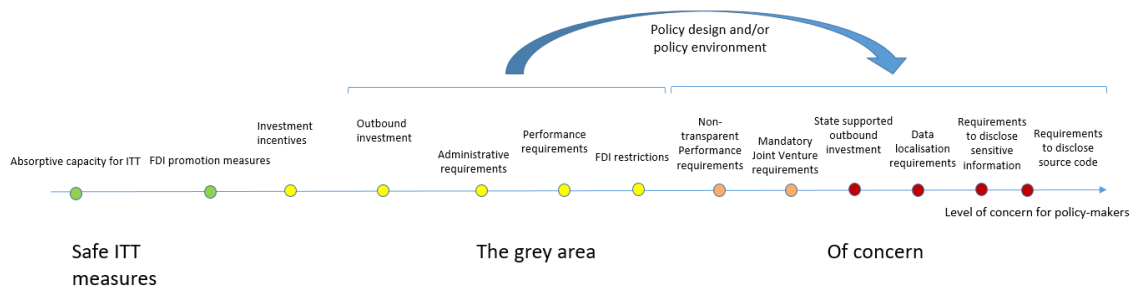 Policy design and/or
policy environment
Absorptive capacity for ITT
FDI promotion measures
Investment
incentives
Outbound
investment
Administrative
requirements
Performance
requirements
FDI restrictions
Non-
transparent
Performance
requirements
Mandatory
Joint Venture
requirements
State supported
outbound
investment
Data
localisation
requirements
Requirements
to disclose
sensitive
information
Requirements
to disclose
source code
Level of concern for policy-makers
Safe ITT
measures
The grey area
Of concern